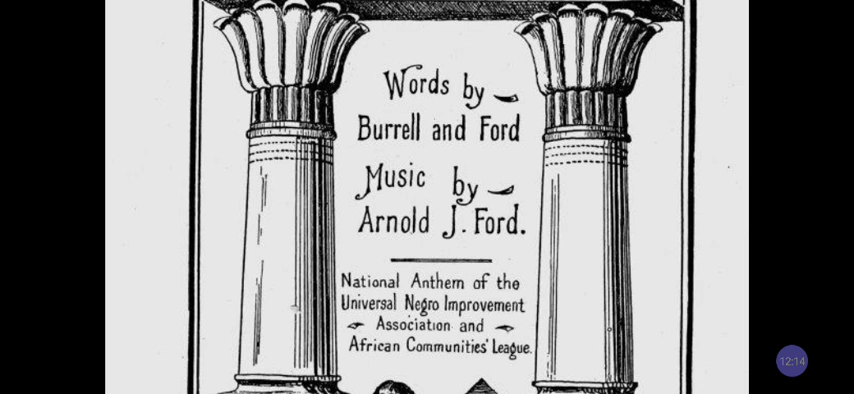 Words by
Burrell and Ford
Music by
Arnold J. Ford.
National Anthem of the
Universal Negro Improvement
Association and
African Communities' League.
12:14